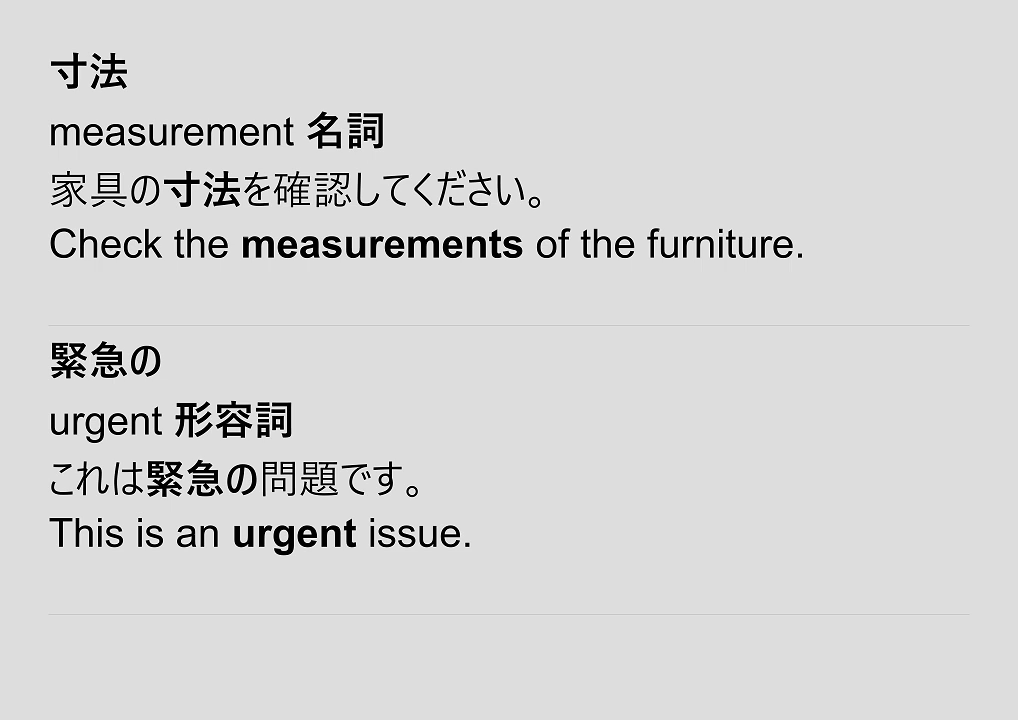 寸法
measurement 名詞
家具の寸法を確認してください。
Check the measurements of the furniture.
緊急の
urgent 形容詞
これは緊急の問題です。
This is an urgent issue.